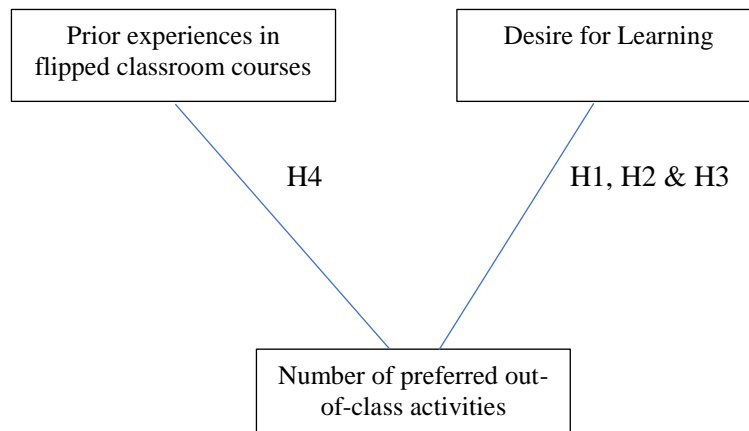 Prior experiences in
flipped classroom courses
Desire for Learning
H4
H1, H2 & H3
Number of preferred out-
of-class activities